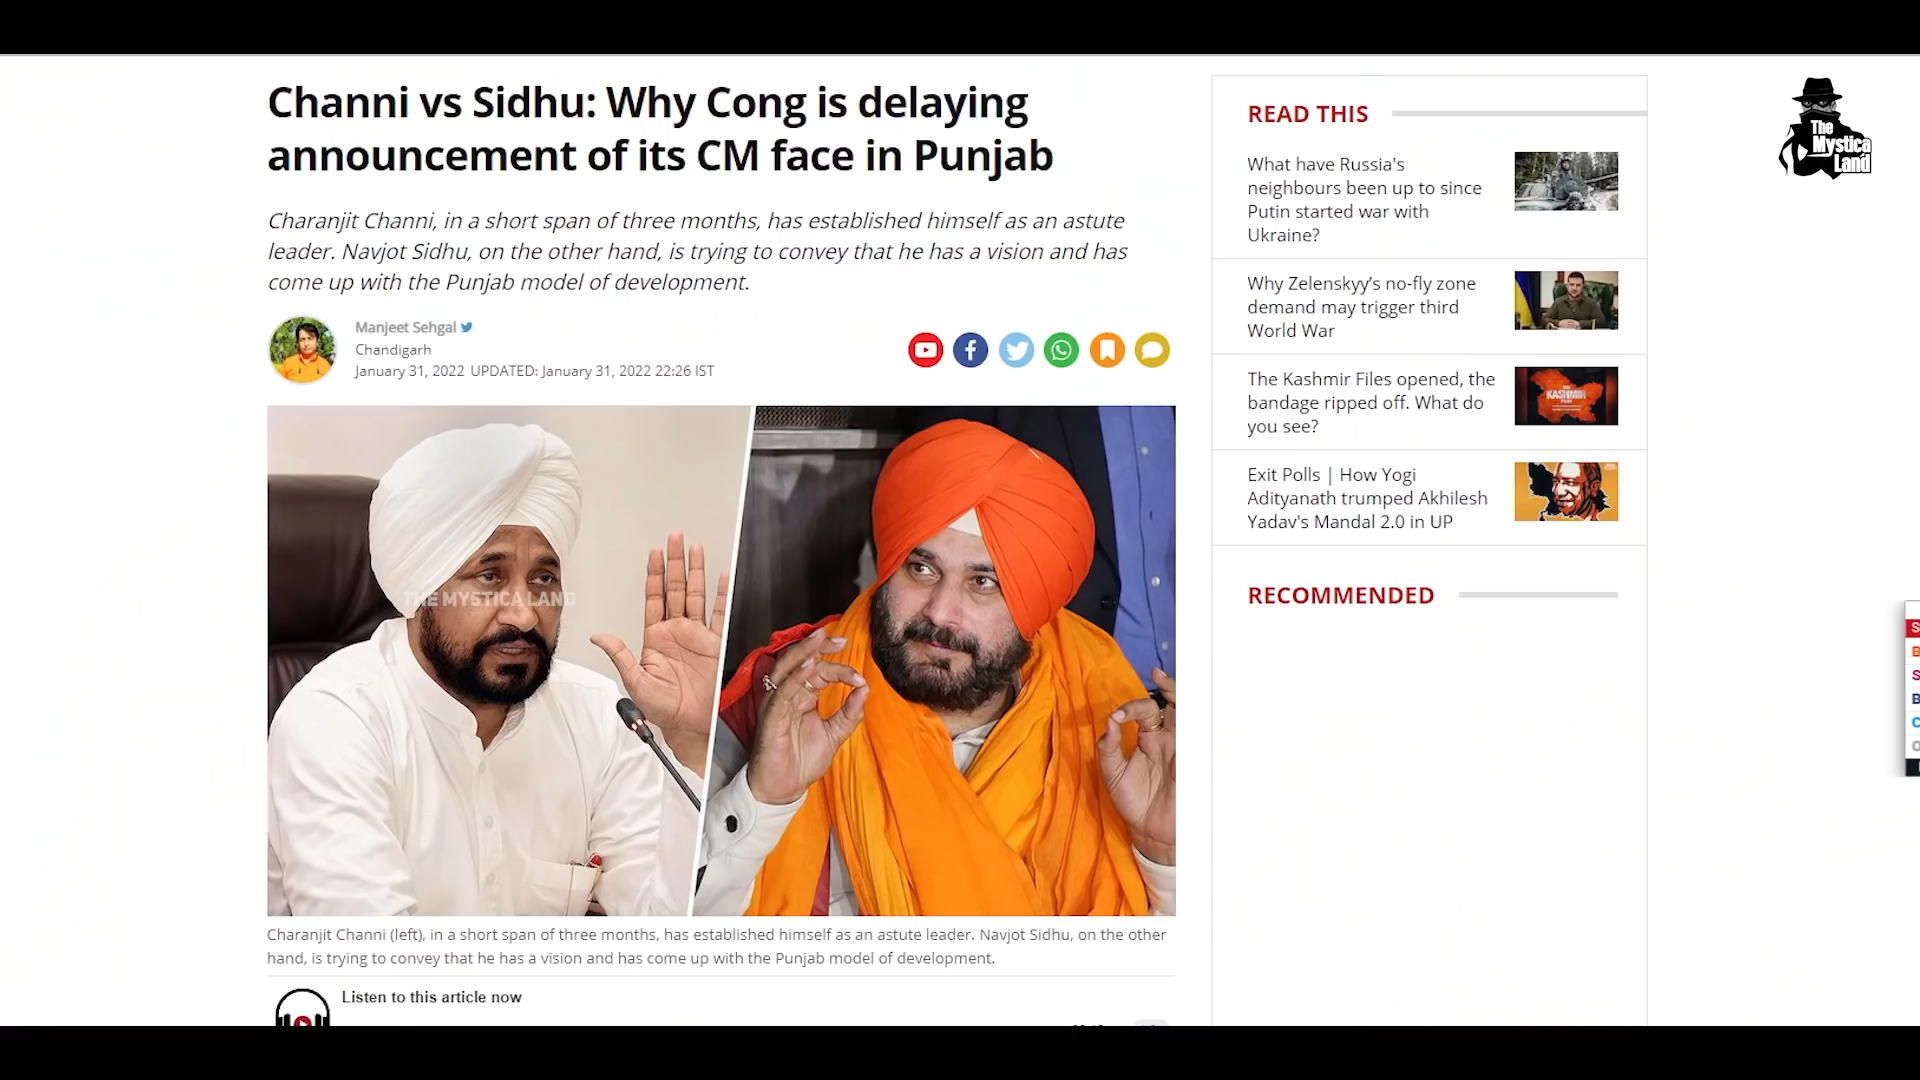 Channi vs Sidhu: Why Cong is delaying
announcement of its CM face in Punjab
Charanjit Channi, in a short span of three months, has established himself as an astute
leader. Navjot Sidhu, on the other hand, is trying to convey that he has a vision and has
come up with the Punjab model of development.
Manjeet Sehgal
Chandigarh
January 31, 2022 UPDATED: January 31, 2022 22:26 IST
THE MYSTICA LAND
Charanjit Channi (left), in a short span of three months, has established himself as an astute leader. Navjot Sidhu, on the other
hand, is trying to convey that he has a vision and has come up with the Punjab model of development.
Listen to this article now
READ THIS
What have Russia's
neighbours been up to since
Putin started war with
Ukraine?
Why Zelenskyy’s no-fly zone
demand may trigger third
World War
The Kashmir Files opened, the
bandage ripped off. What do
you see?
KASHMIR
Exit Polls | How Yogi
Adityanath trumped Akhilesh
Yadav's Mandal 2.0 in UP
RECOMMENDED
The
Mystica
Land